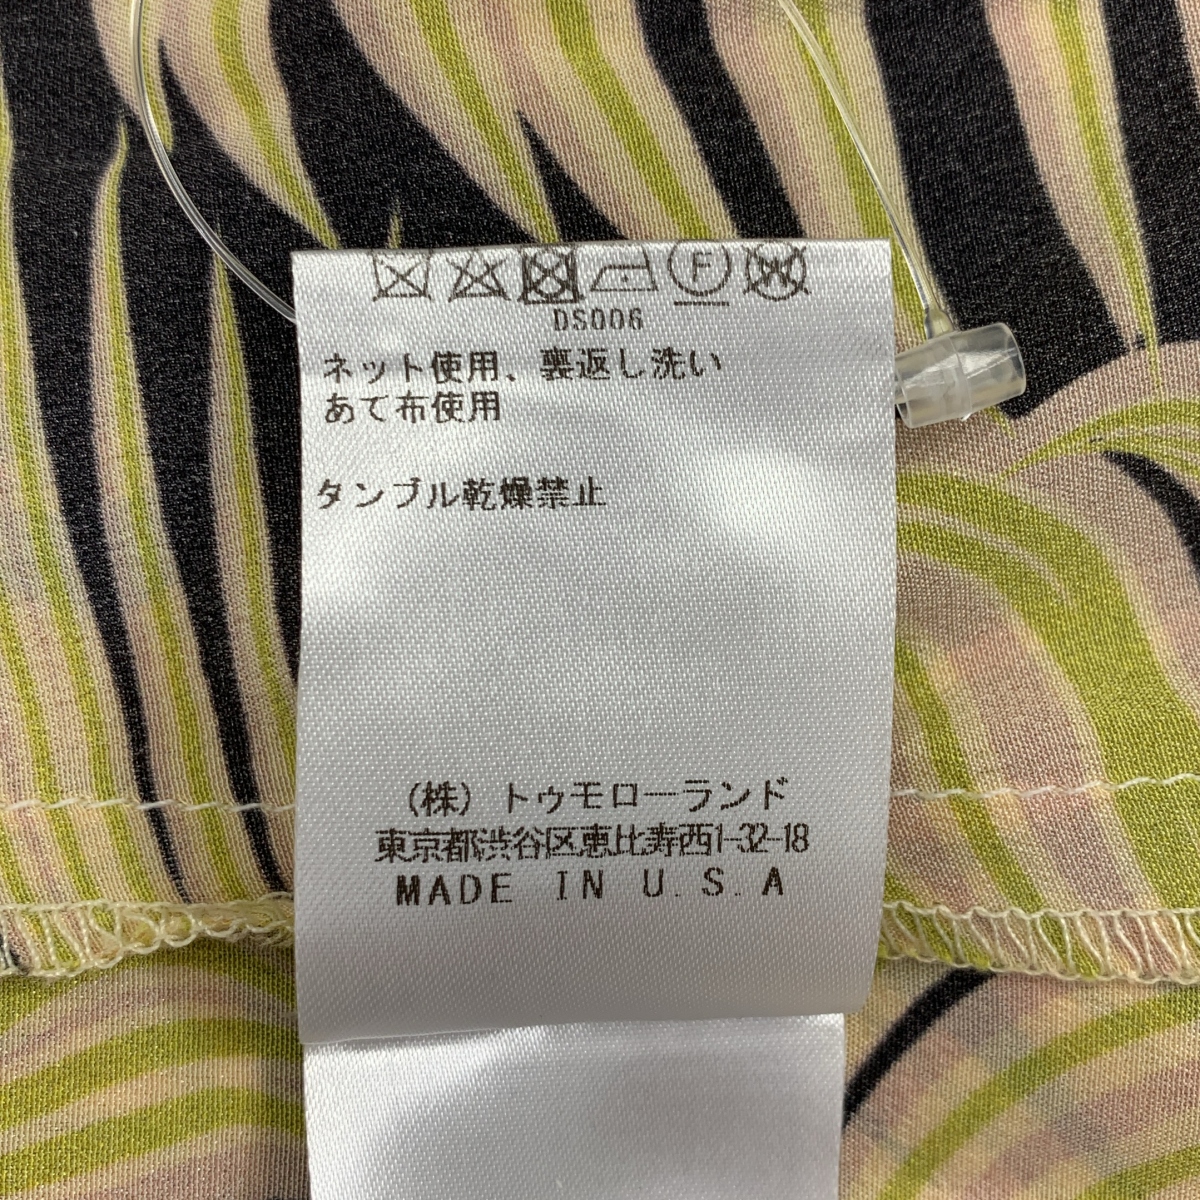 F W
DS006
ネット使用、裏返し洗い
あて布使用
タンブル乾燥禁止
(株) トゥモローランド
東京都渋谷区恵比寿西1-32-18
MADE IN U.S.A